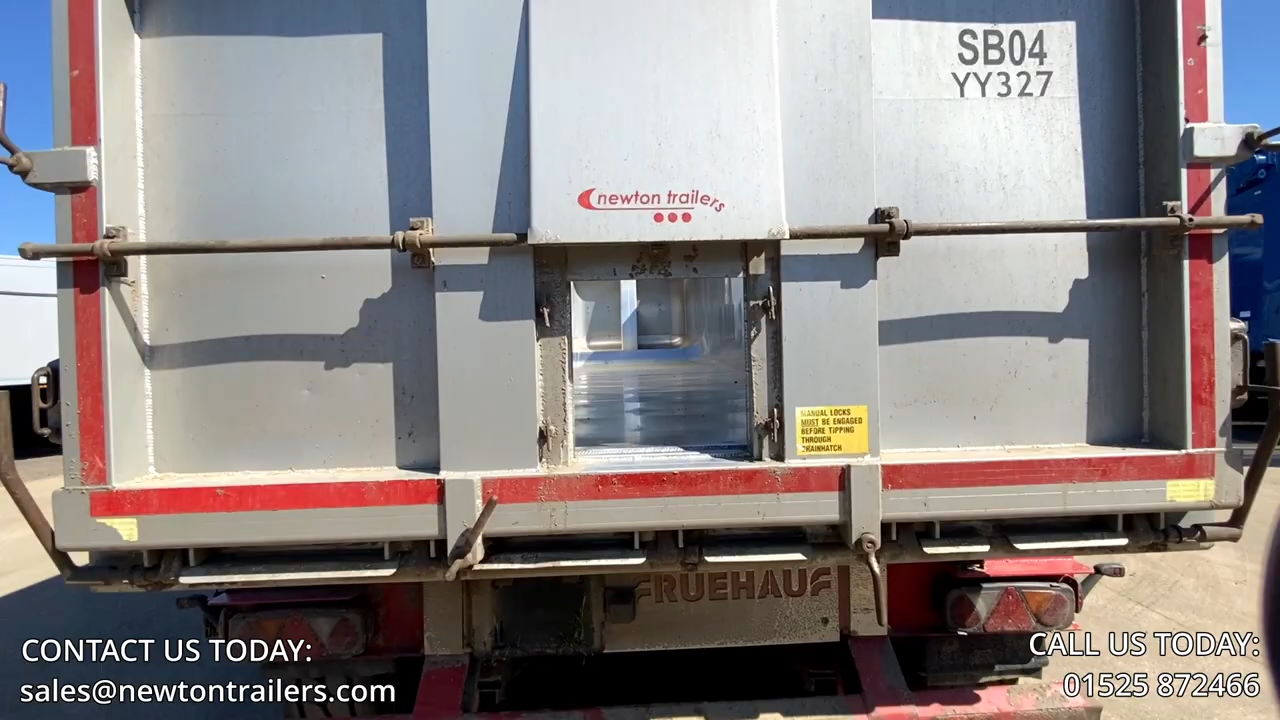 SB04
YY327
newton trailers
MANUAL LOCKS
MUST BE ENGAGED
BEFORE TIPPING
THROUGH
GRAINHATCH
FRUEHAUF
CONTACT US TODAY:
sales@newtontrailers.com
CALL US TODAY:
01525 872466